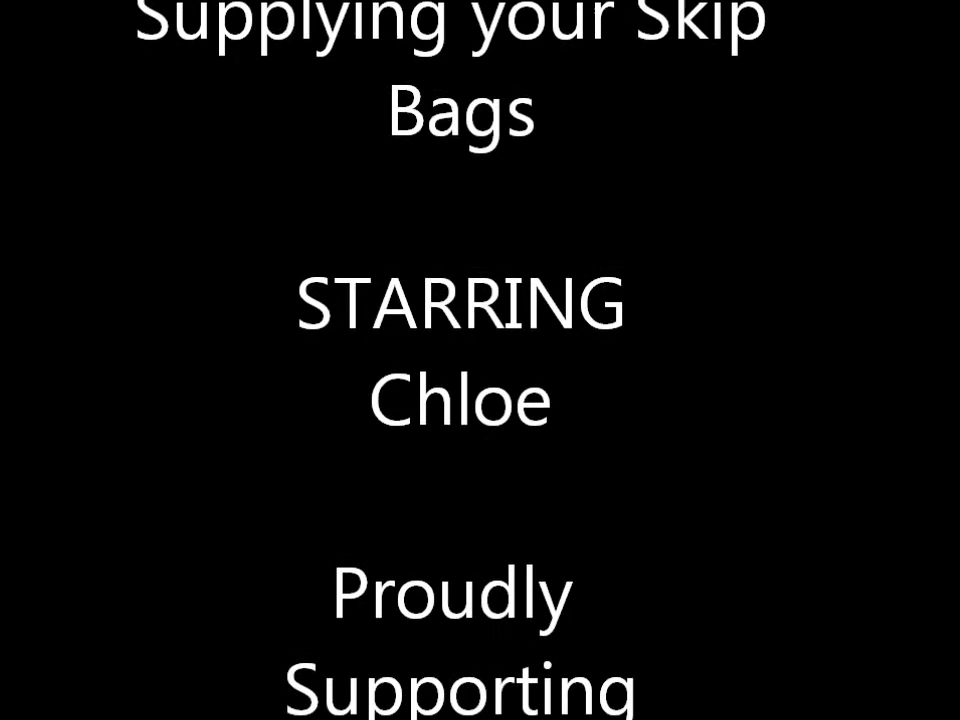 Supplying your Skip
Bags
STARRING
Chloe
Proudly
Supporting